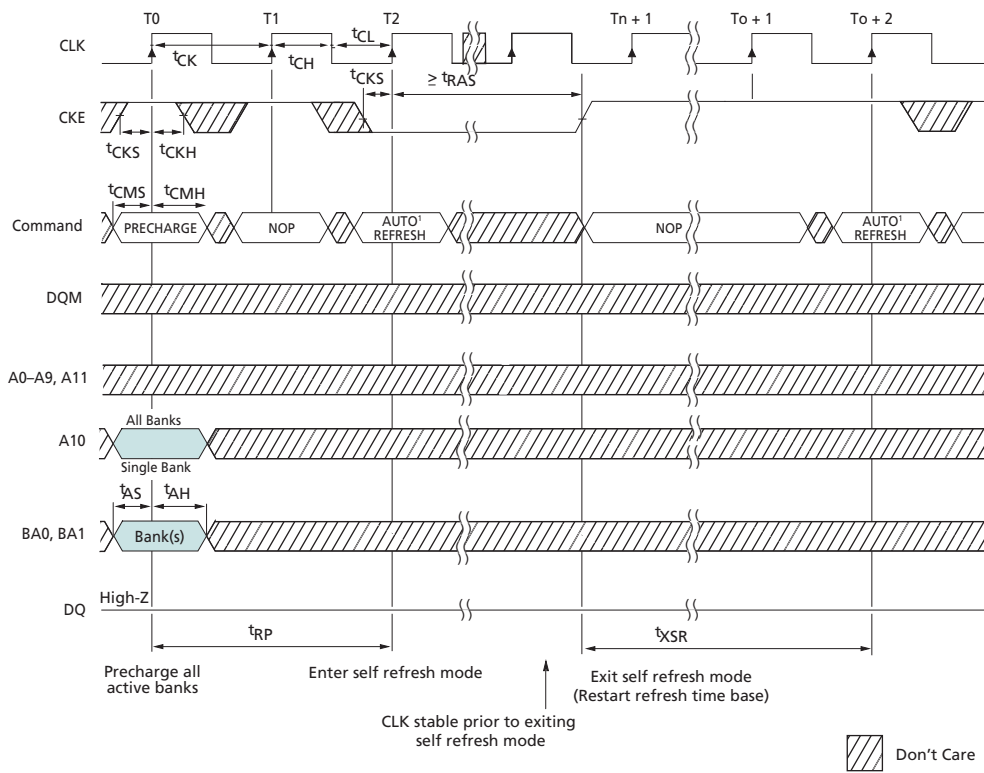 T0 T1 T2 Tn + 1 To + 1 To + 2
CLK
tCK tCH tCL
tCKS ≥ tRAS
CKE
tCKS tCKH
tCMS tCMH
Command PRECHARGE NOP AUTO¹ REFRESH NOP AUTO¹ REFRESH
DQM
A0–A9, A11
All Banks
A10
Single Bank
tAS tAH
BA0, BA1 Bank(s)
High-Z
DQ
tRP tXSR
Precharge all
active banks
Enter self refresh mode
Exit self refresh mode
(Restart refresh time base)
CLK stable prior to exiting
self refresh mode
Don't Care